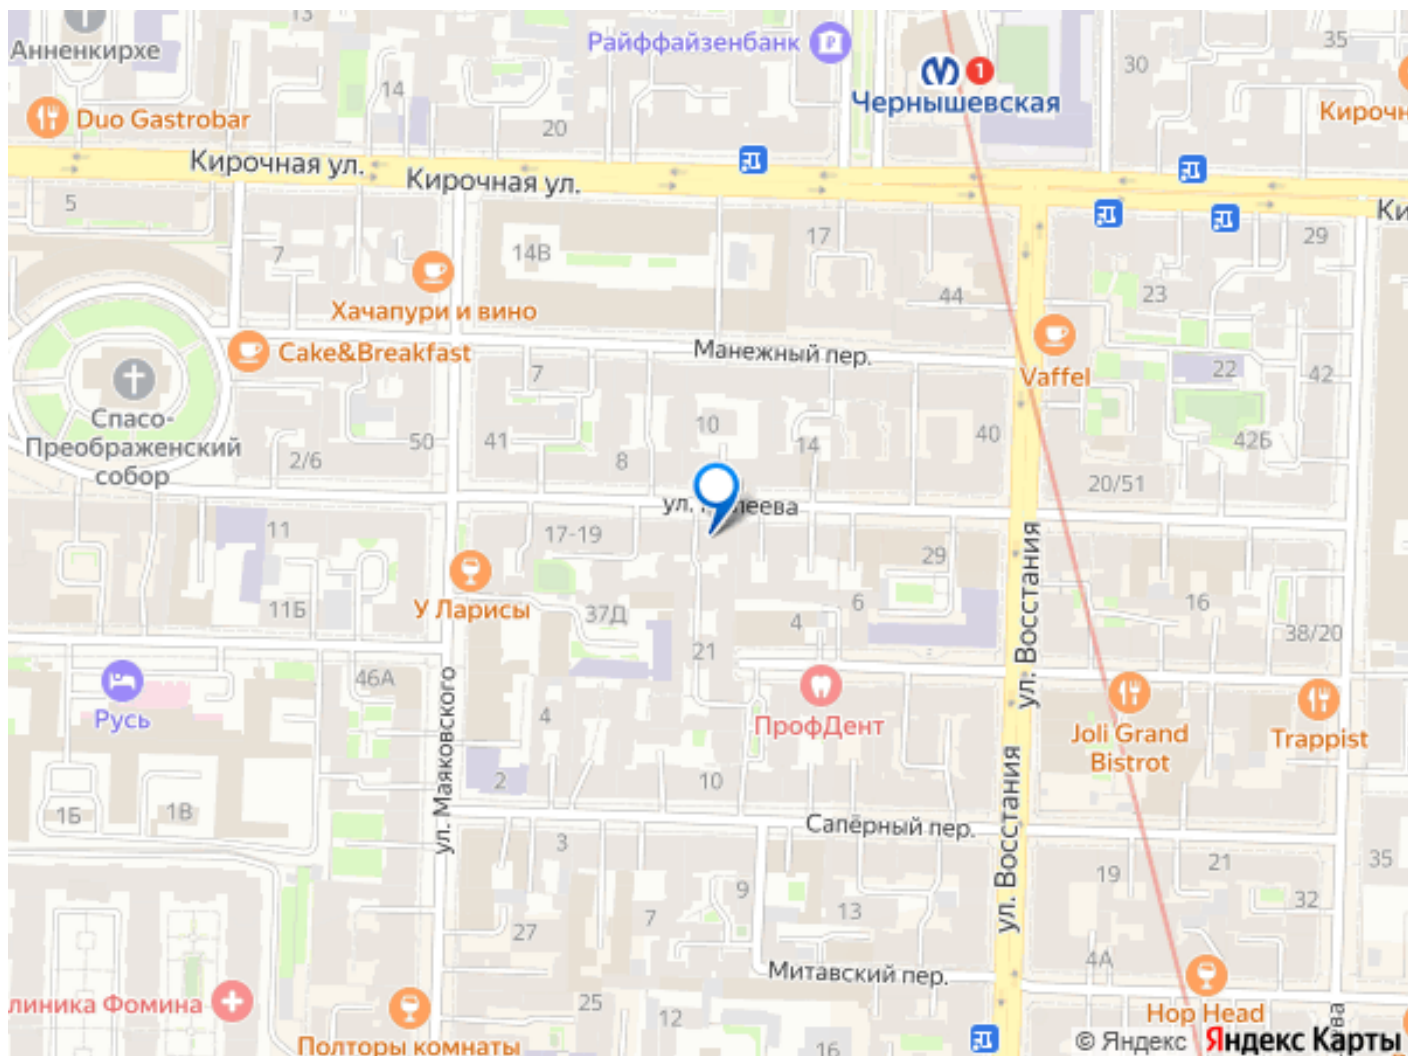 Анненкирхе
Райффайзенбанк
35
30
14
Чернышевская
1
Duo Gastrobar
20
Кирочн
Кирочная ул.
Кирочная ул.
5
Ки
7
14В
17
29
44
23
Хачапури и вино
Cake&Breakfast
Манежный пер.
7
Vaffel
22
42
Спасо-
Преображенский
собор
10
50
41
14
40
42Б
2/6
8
20/51
11
17-19
29
У Ларисы
11Б
37Д
6
4
16
38/20
21
ул. Восстания
46А
Русь
ул. Маяковского
4
ПрофДент
Joli Grand
Bistrot
Trappist
2
10
1Б
1В
Сапёрный пер.
ул. Восстания
3
21
35
19
9
32
7
13
27
4А
Митавский пер.
линика Фомина
25
12
Hop Head
Полторы комнаты
16
ева
© Яндекс
Яндекс Карты